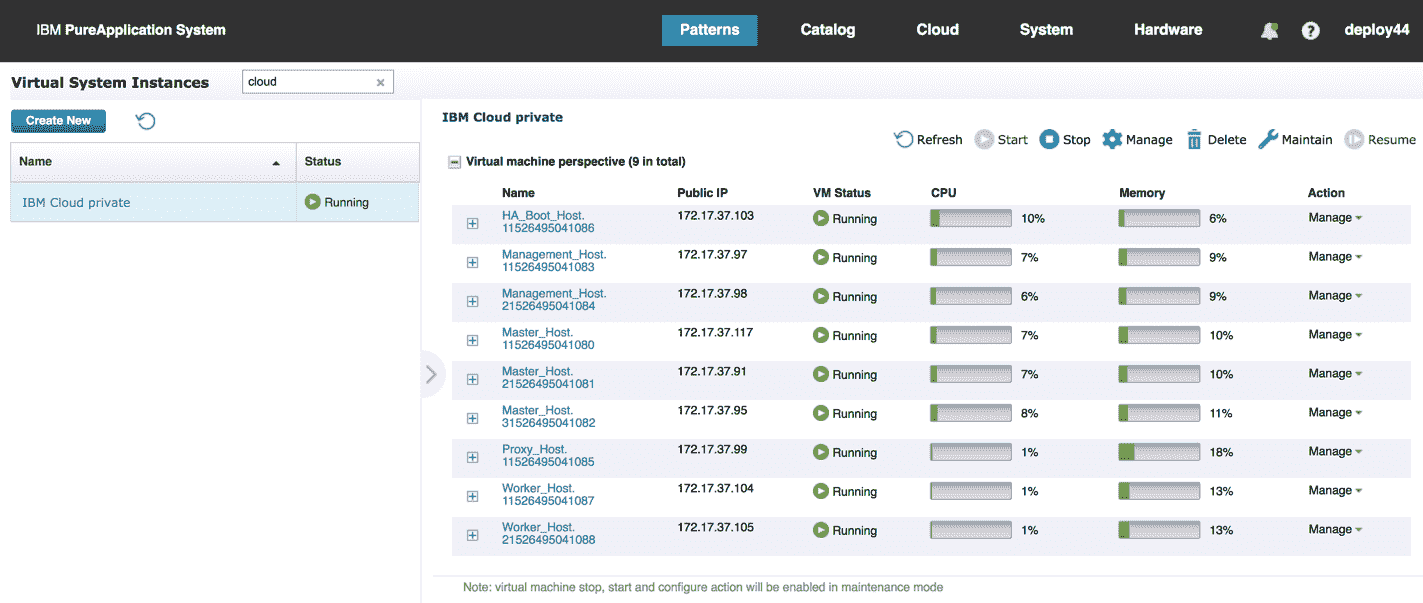 IBM PureApplication System Patterns Catalog Cloud System Hardware deploy44
Virtual System Instances cloud
Create New
Name Status
IBM Cloud private Running
IBM Cloud private
Refresh Start Stop Manage Delete Maintain Resume
Virtual machine perspective (9 in total)
Name Public IP VM Status CPU Memory Action
HA_Boot_Host. 172.17.37.103 Running 10% 6% Manage
11526495041086
Management_Host. 172.17.37.97 Running 7% 9% Manage
11526495041083
Management_Host. 172.17.37.98 Running 6% 9% Manage
21526495041084
Master_Host. 172.17.37.117 Running 7% 10% Manage
11526495041080
Master_Host. 172.17.37.91 Running 7% 10% Manage
21526495041081
Master_Host. 172.17.37.95 Running 8% 11% Manage
31526495041082
Proxy_Host. 172.17.37.99 Running 1% 18% Manage
11526495041085
Worker_Host. 172.17.37.104 Running 1% 13% Manage
11526495041087
Worker_Host. 172.17.37.105 Running 1% 13% Manage
21526495041088
Note: virtual machine stop, start and configure action will be enabled in maintenance mode